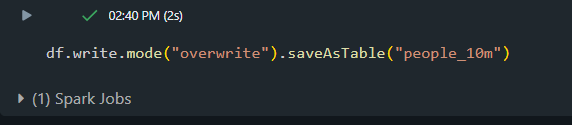 02:40 PM (2s)
df.write.mode("overwrite").saveAsTable("people_10m")
(1) Spark Jobs